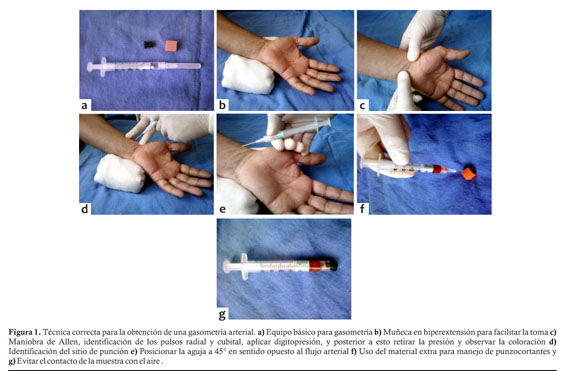 a
b
c
d
e
f
g
Figura 1. Técnica correcta para la obtención de una gasometría arterial. a) Equipo básico para gasometría b) Muñeca en hiperextensión para facilitar la toma c)
Maniobra de Allen, identificación de los pulsos radial y cubital, aplicar digitopresión, y posterior a esto retirar la presión y observar la coloración d)
Identificación del sitio de punción e) Posicionar la aguja a 45° en sentido opuesto al flujo arterial f) Uso del material extra para manejo de punzocortantes y
g) Evitar el contacto de la muestra con el aire .